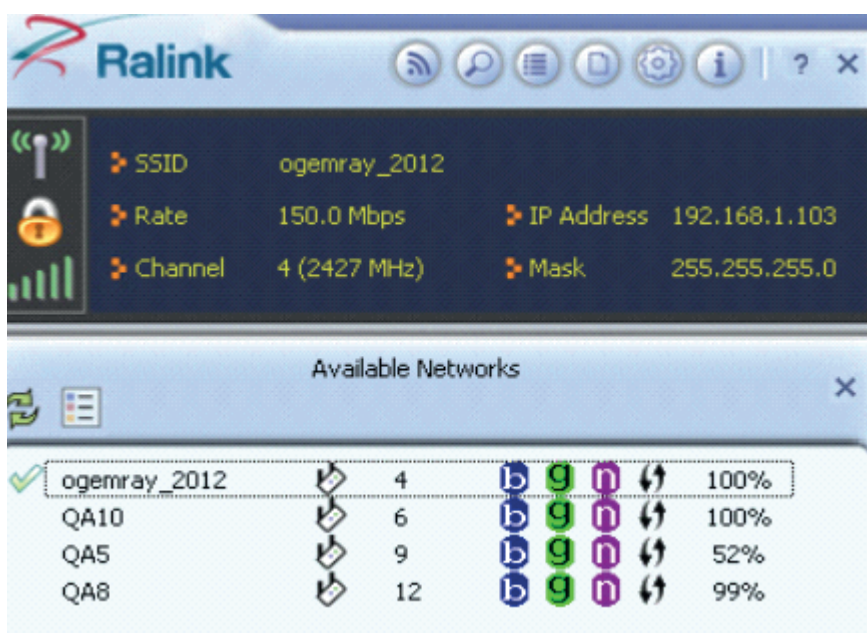 Ralink
? ×
SSID ogemray_2012
Rate 150.0 Mbps IP Address 192.168.1.103
Channel 4 (2427 MHz) Mask 255.255.255.0
Available Networks
×
ogemray_2012 4 b g n 100%
QA10 6 b g n 100%
QA5 9 b g n 52%
QA8 12 b g n 99%